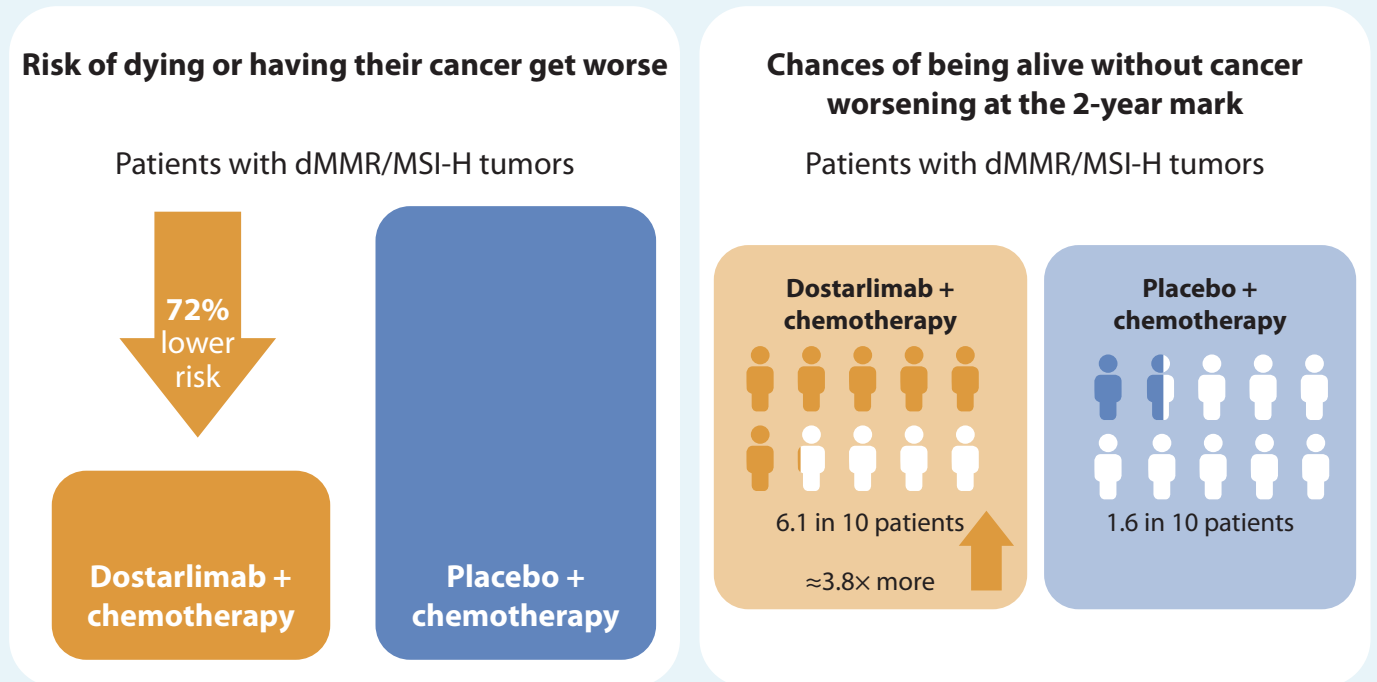 Risk of dying or having their cancer get worse
Patients with dMMR/MSI-H tumors
72%
lower
risk
Dostarlimab +
chemotherapy
Placebo +
chemotherapy
Chances of being alive without cancer
worsening at the 2-year mark
Patients with dMMR/MSI-H tumors
Dostarlimab +
chemotherapy
6.1 in 10 patients
≈3.8× more
Placebo +
chemotherapy
1.6 in 10 patients